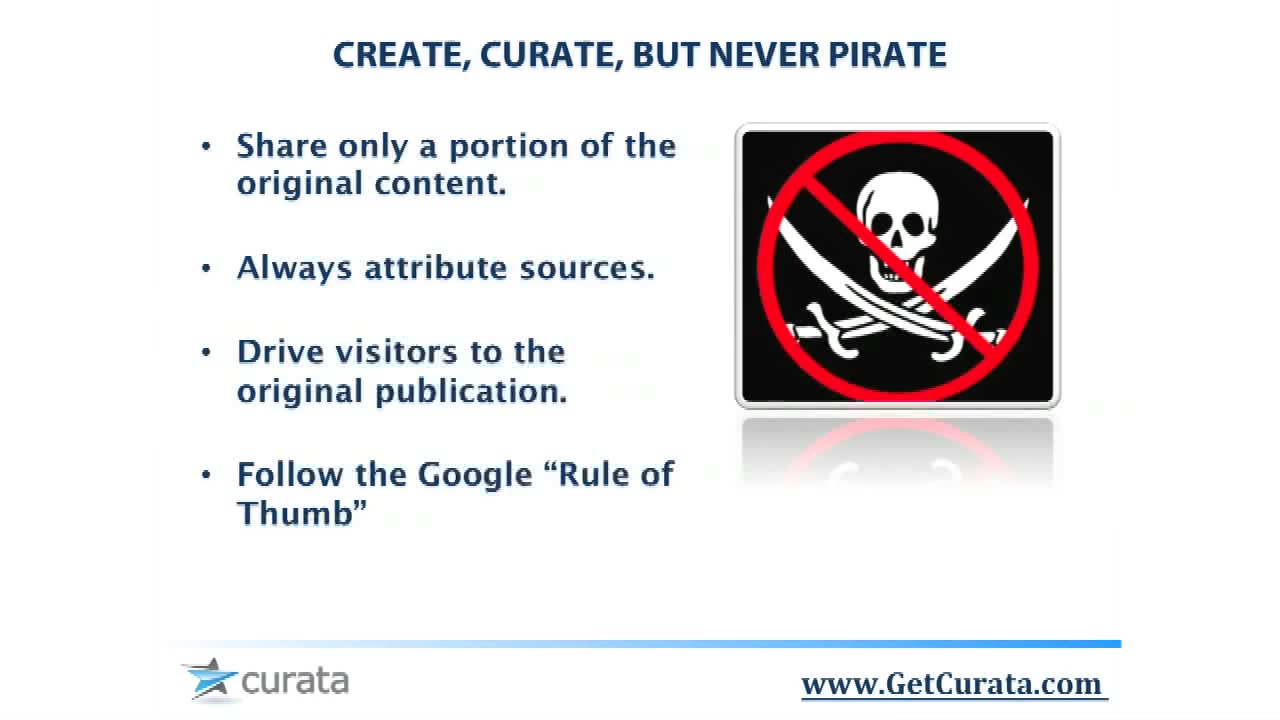 CREATE, CURATE, BUT NEVER PIRATE
• Share only a portion of the
original content.
• Always attribute sources.
• Drive visitors to the
original publication.
• Follow the Google “Rule of
Thumb”
curata
www.GetCurata.com